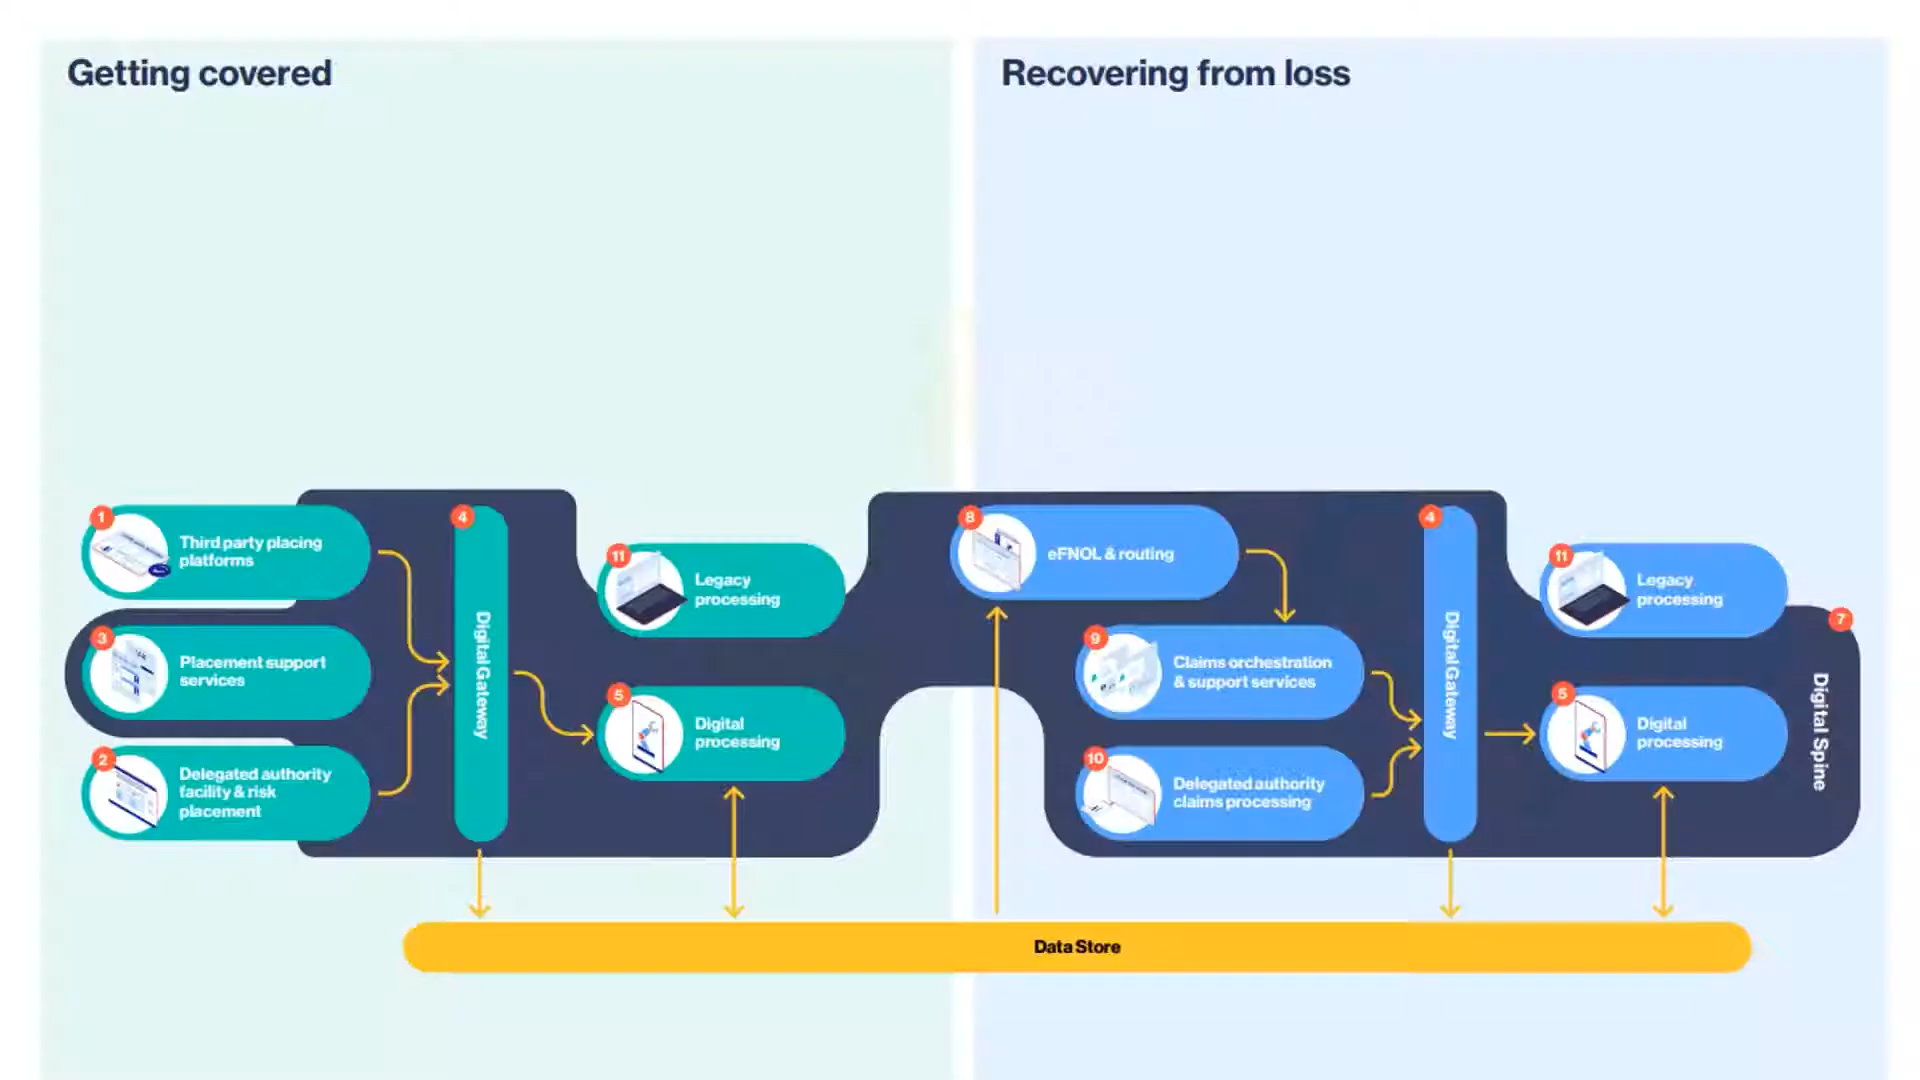 Getting covered
Recovering from loss
1
Third party placing
platforms
3
Placement support
services
2
Delegated authority
facility & risk
placement
4
Digital Gateway
11
Legacy
processing
5
Digital
processing
8
eFNOL & routing
9
Claims orchestration
& support services
10
Delegated authority
claims processing
4
Digital Gateway
11
Legacy
processing
5
Digital
processing
7
Digital Spine
Data Store